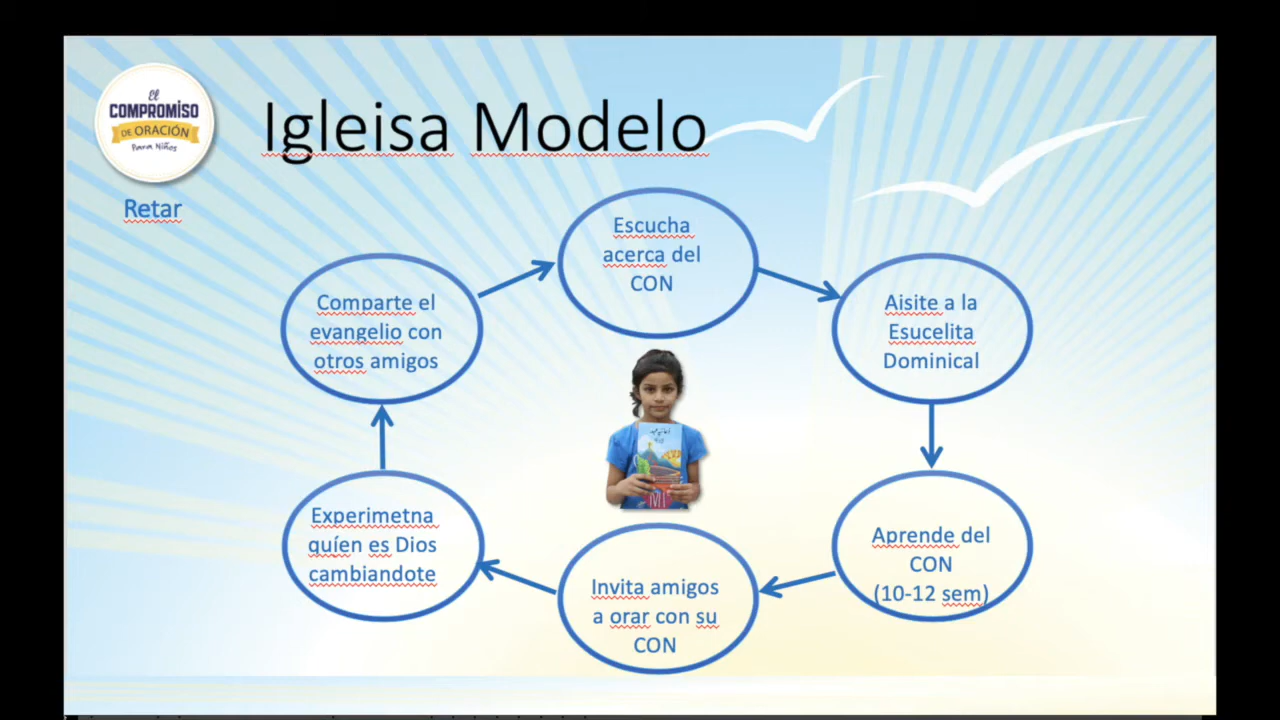 El
COMPROMISO
DE ORACIÓN
Para Niños
Igleisa Modelo
Retar
Escucha
acerca del
CON
Aisite a la
Esucelita
Dominical
Aprende del
CON
(10-12 sem)
Invita amigos
a orar con su
CON
Experimetna
quíen es Dios
cambiandote
Comparte el
evangelio con
otros amigos